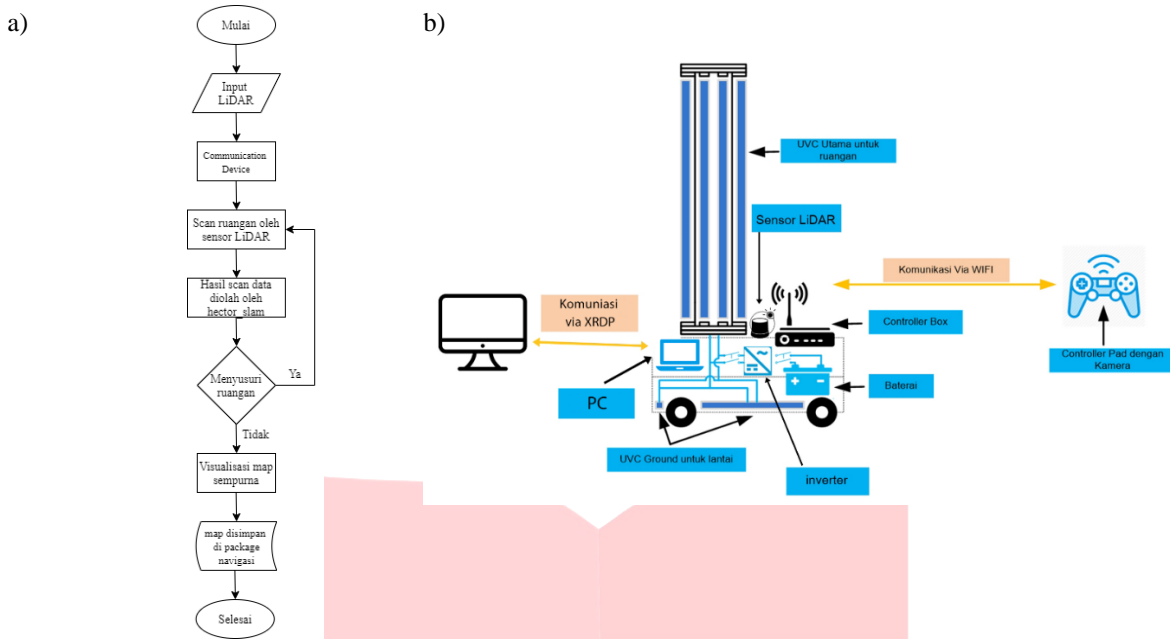 a)
Mulai
Input
LiDAR
Communication
Device
Scan ruangan oleh
sensor LiDAR
Hasil scan data
diolah oleh
hector_slam
Menyusuri
ruangan
Ya
Tidak
Visualisasi map
sempurna
map disimpan
di package
navigasi
Selesai
b)
UVC Utama untuk
ruangan
Sensor LiDAR
Komunikasi Via WIFI
Komuniasi
via XRDP
Controller Box
Controller Pad dengan
Kamera
PC
Baterai
UVC Ground untuk lantai
inverter